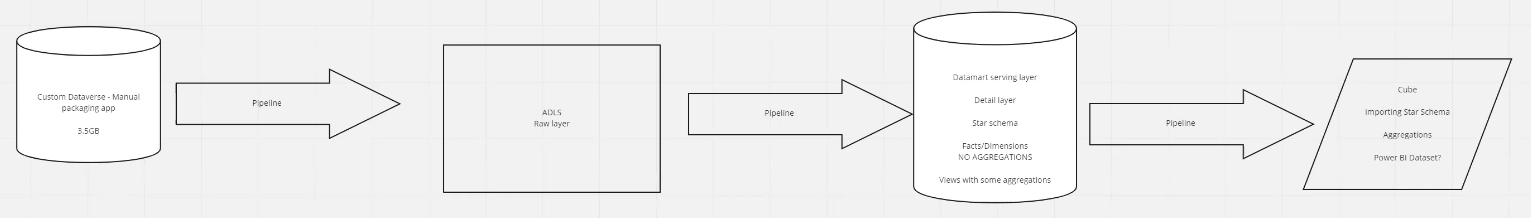 Custom Dataverse - Manual
packaging app
3.5GB
Pipeline
ADLS
Raw layer
Pipeline
Datamart serving layer
Detail layer
Star schema
Facts/Dimensions
NO AGGREGATIONS
Views with some aggregations
Pipeline
Cube
Importing Star Schema
Aggregations
Power BI Dataset?